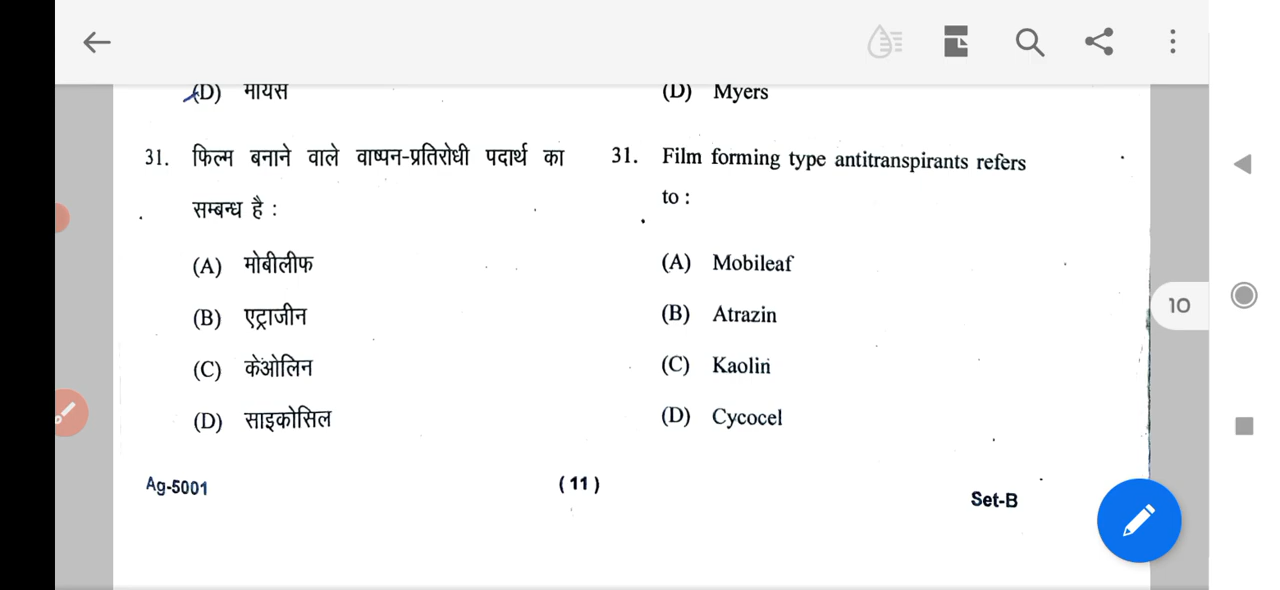 (D) मायर्स
(D) Myers
31. फिल्म बनाने वाले वाष्पन-प्रतिरोधी पदार्थ का
सम्बन्ध है :
(A) मोबीलीफ
(B) एट्राजीन
(C) केओलिन
(D) साइकोसिल
31. Film forming type antitranspirants refers
to :
(A) Mobileaf
(B) Atrazin
(C) Kaolin
(D) Cycocel
10
Ag-5001
( 11 )
Set-B